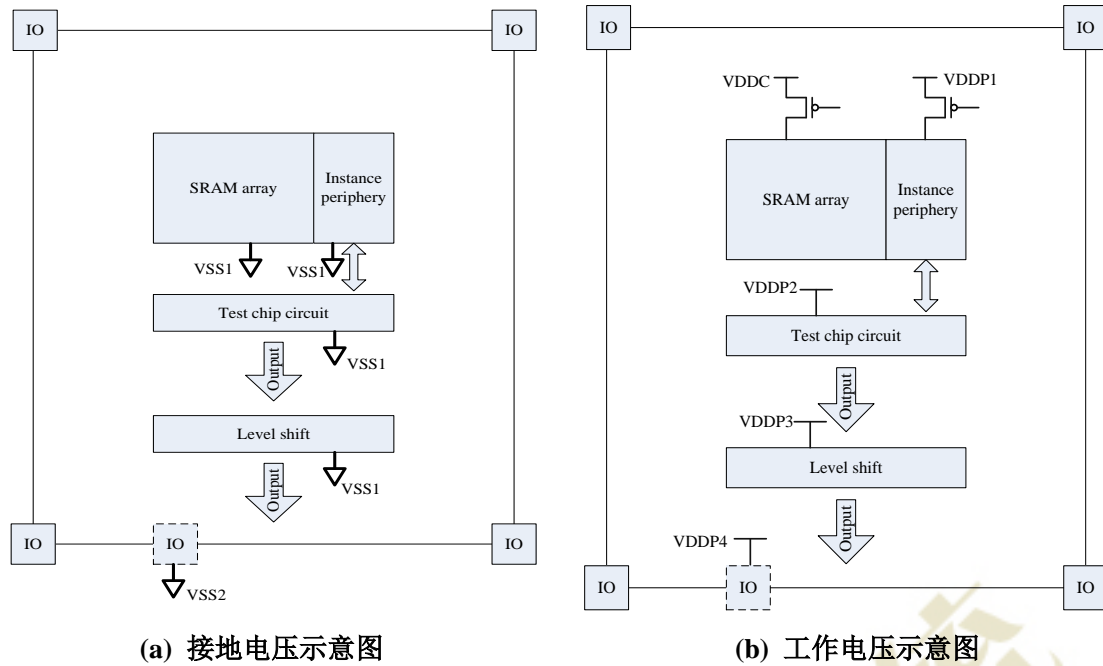 IO
IO
SRAM array
Instance
periphery
VSS1
VSS1
Test chip circuit
VSS1
Output
Level shift
VSS1
Output
IO
IO
IO
VSS2
(a) 接地电压示意图
IO
IO
VDDC
VDDP1
SRAM array
Instance
periphery
VDDP2
Test chip circuit
Output
VDDP3
Level shift
Output
VDDP4
IO
IO
IO
(b) 工作电压示意图